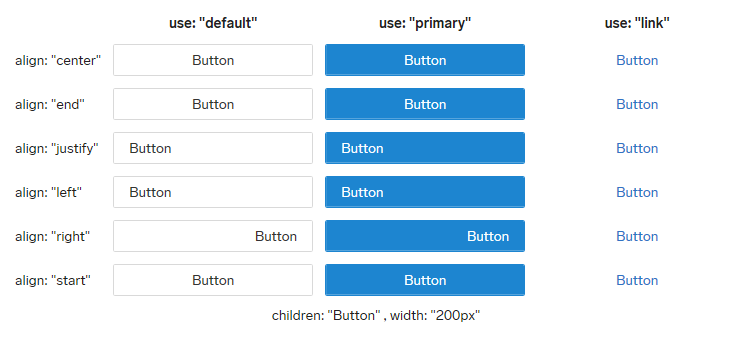 use: "default" use: "primary" use: "link"
align: "center" Button Button Button
align: "end" Button Button Button
align: "justify" Button Button Button
align: "left" Button Button Button
align: "right" Button Button Button
align: "start" Button Button Button
children: "Button" , width: "200px"